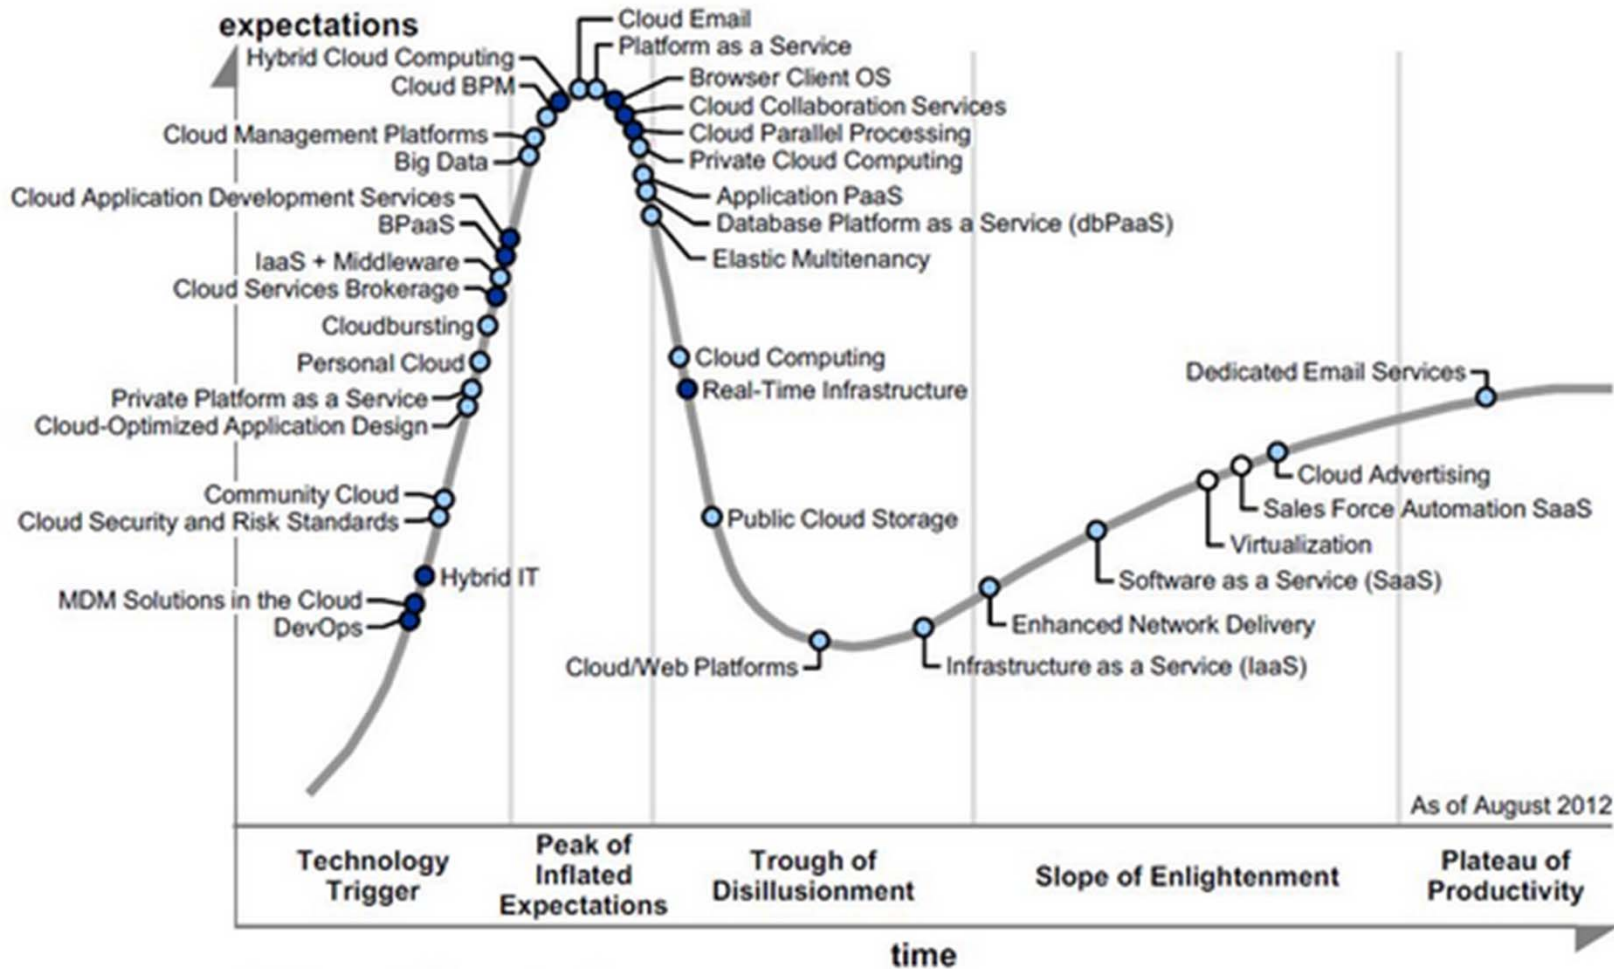 expectations
Cloud Email
Platform as a Service
Hybrid Cloud Computing
Cloud BPM
Browser Client OS
Cloud Collaboration Services
Cloud Management Platforms
Cloud Parallel Processing
Big Data
Private Cloud Computing
Cloud Application Development Services
Application PaaS
BPaaS
Database Platform as a Service (dbPaaS)
IaaS + Middleware
Elastic Multitenancy
Cloud Services Brokerage
Cloudbursting
Personal Cloud
Cloud Computing
Private Platform as a Service
Real-Time Infrastructure
Cloud-Optimized Application Design
Dedicated Email Services
Community Cloud
Cloud Advertising
Cloud Security and Risk Standards
Public Cloud Storage
Sales Force Automation SaaS
Virtualization
Hybrid IT
Software as a Service (SaaS)
MDM Solutions in the Cloud
DevOps
Enhanced Network Delivery
Cloud/Web Platforms
Infrastructure as a Service (IaaS)
As of August 2012
Technology
Trigger
Peak of
Inflated
Expectations
Trough of
Disillusionment
Slope of Enlightenment
Plateau of
Productivity
time